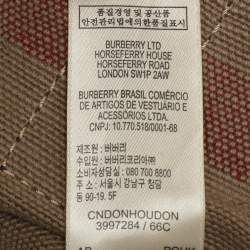 품질경영 및 공산품
안전관리법에 의한 품질표시
BURBERRY LTD
HORSEFERRY HOUSE
HORSEFERRY ROAD
LONDON SW1P 2AW
BURBERRY BRASIL COMÉRCIO
DE ARTIGOS DE VESTUÁRIO E
ACESSÓRIOS LTDA.
CNPJ: 10.770.518/0001-68
제조원 : 버버리
수입원 : 버버리코리아㈜
소비자상담실 : 080 700 8800
주소 : 서울시 강남구 청담
동 90-19. 5F
CNDONHOUDON
3997284 / 66C